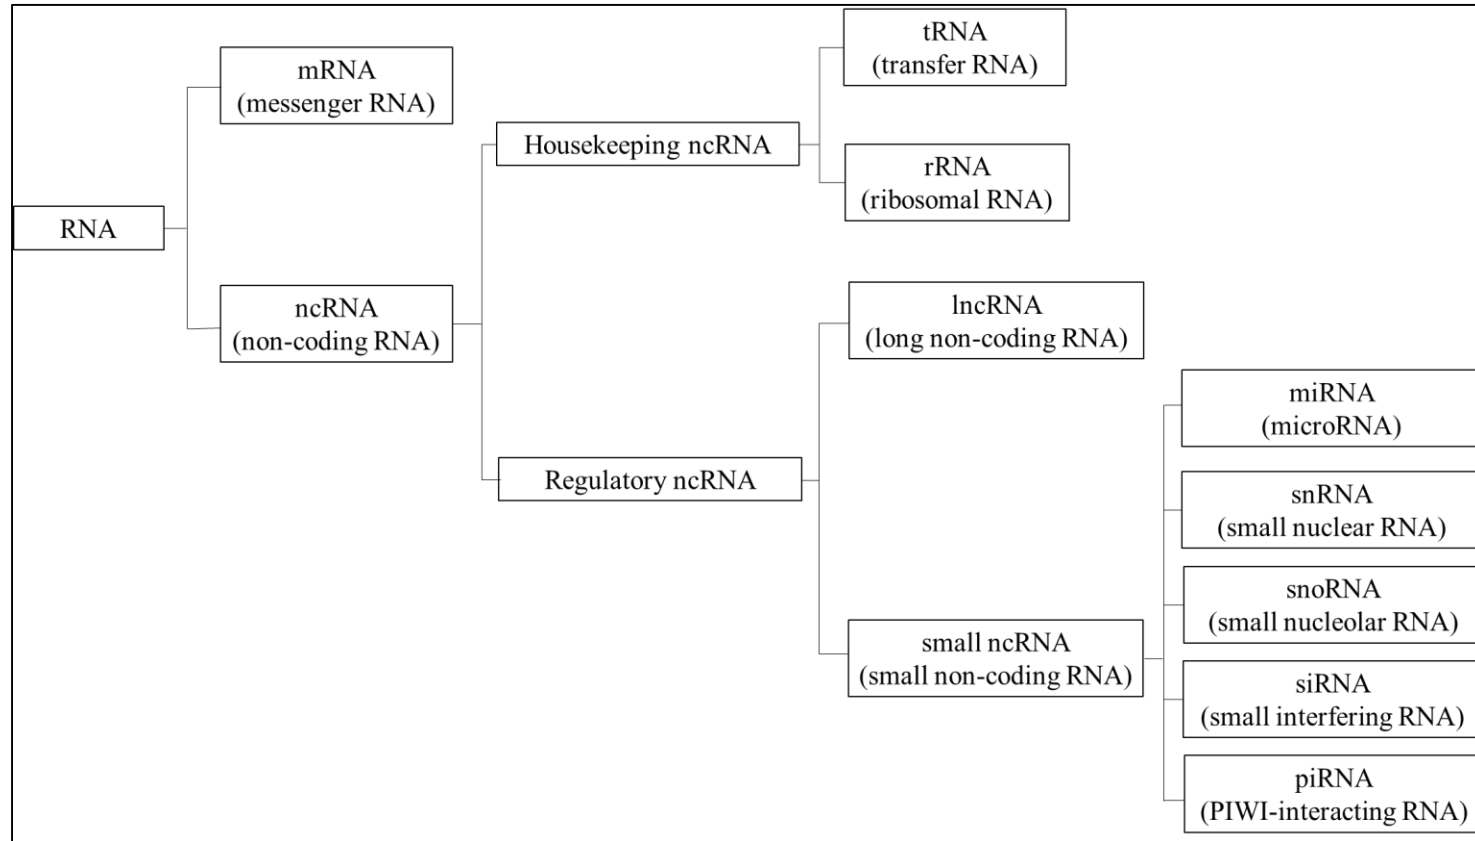 RNA
mRNA
(messenger RNA)
ncRNA
(non-coding RNA)
Housekeeping ncRNA
Regulatory ncRNA
tRNA
(transfer RNA)
rRNA
(ribosomal RNA)
lncRNA
(long non-coding RNA)
small ncRNA
(small non-coding RNA)
miRNA
(microRNA)
snRNA
(small nuclear RNA)
snoRNA
(small nucleolar RNA)
siRNA
(small interfering RNA)
piRNA
(PIWI-interacting RNA)